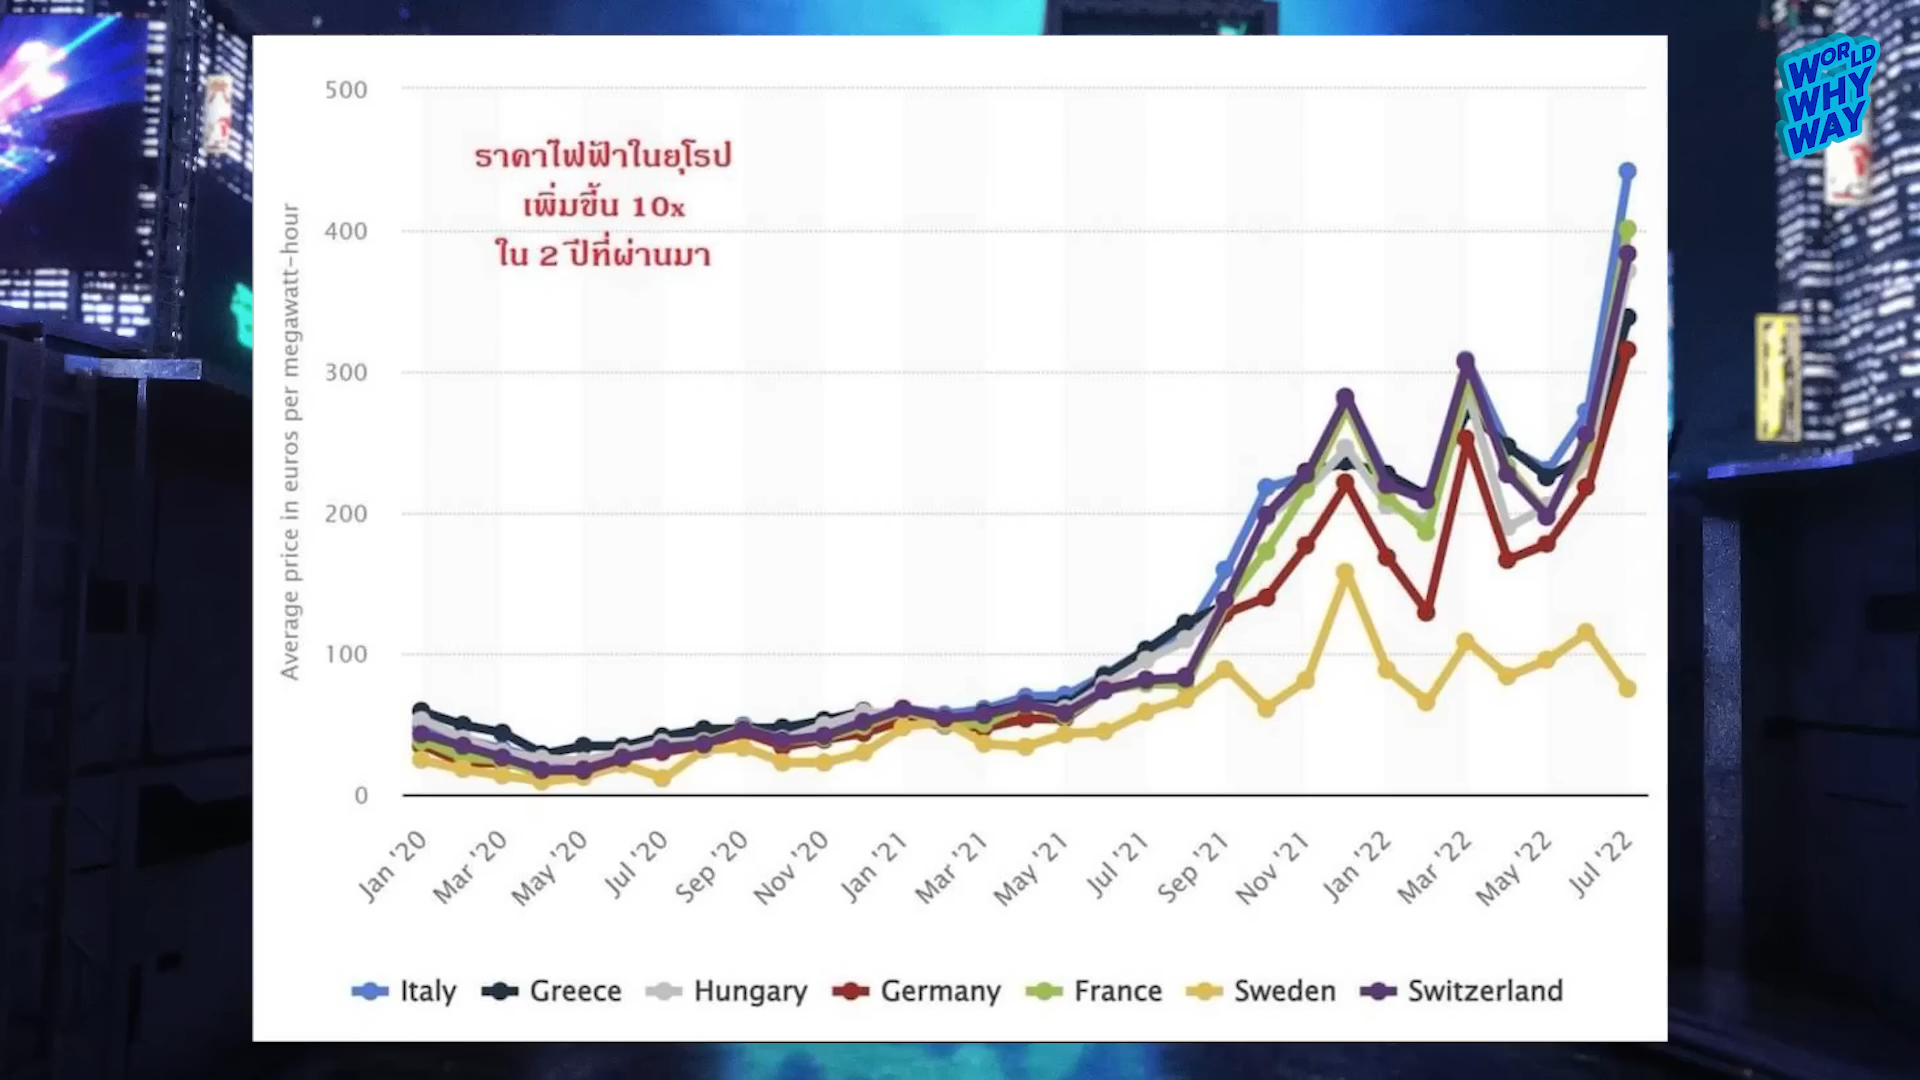 WORLD
WHY
WAY
500
ราคาไฟฟ้าในยุโรป
เพิ่มขึ้น 10x
ใน 2 ปีที่ผ่านมา
400
300
200
100
0
Average price in euros per megawatt-hour
Jan '20
Mar '20
May '20
Jul '20
Sep '20
Nov '20
Jan '21
Mar '21
May '21
Jul '21
Sep '21
Nov '21
Jan '22
Mar '22
May '22
Jul '22
Italy Greece Hungary Germany France Sweden Switzerland